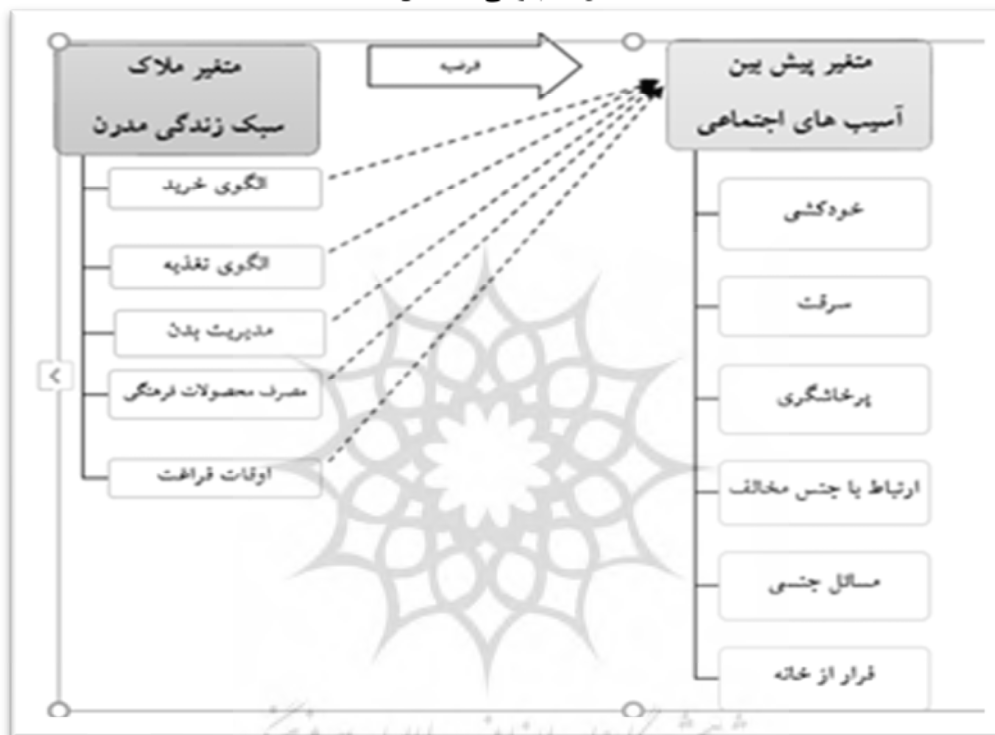 متغیر پیش بین
آسیب های اجتماعی
خودکشی
سرقت
پرخاشگری
ارتباط با جنس مخالف
مسائل جنسی
فرار از خانه
فرضیه
متغیر ملاک
سبک زندگی مدرن
الگوی خرید
الگوی تغذیه
مدیریت بدن
مصرف محصولات فرهنگی
اوقات فراغت